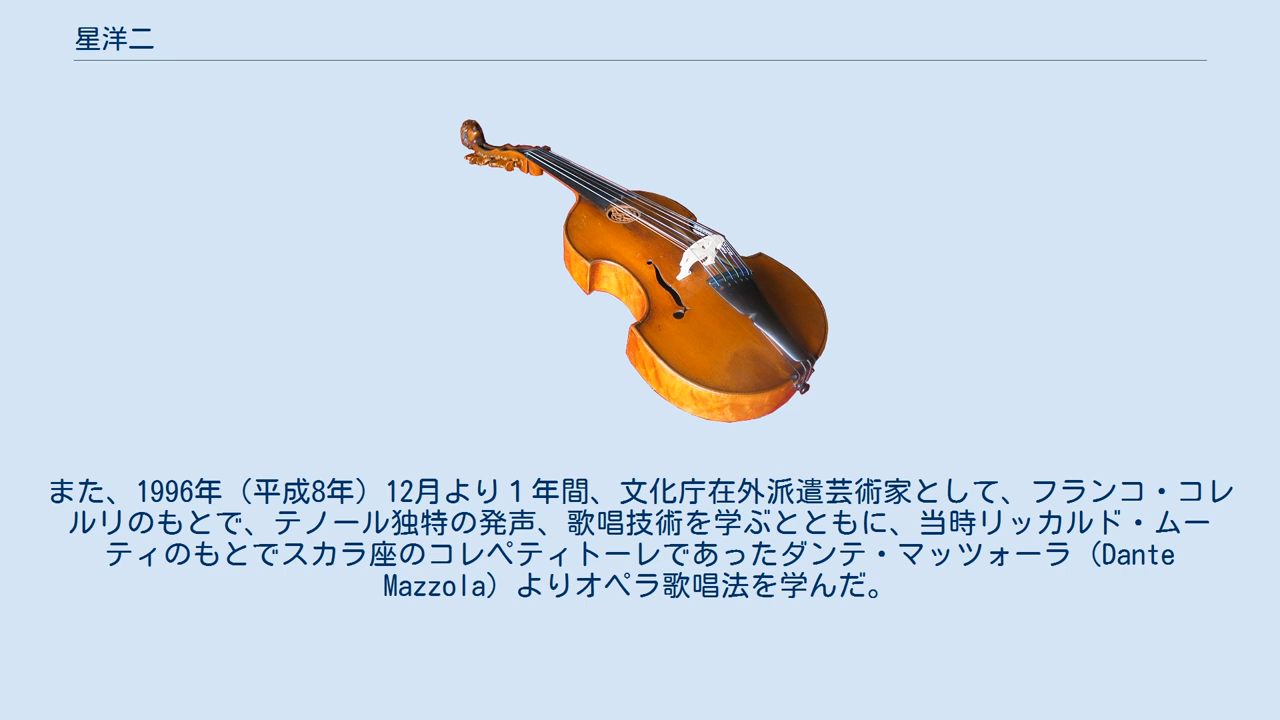 星洋二
また、1996年（平成8年）12月より１年間、文化庁在外派遣芸術家として、フランコ・コレ
ルリのもとで、テノール独特の発声、歌唱技術を学ぶとともに、当時リッカルド・ムー
ティのもとでスカラ座のコレペティトーレであったダンテ・マッツォーラ（Dante
Mazzola）よりオペラ歌唱法を学んだ。